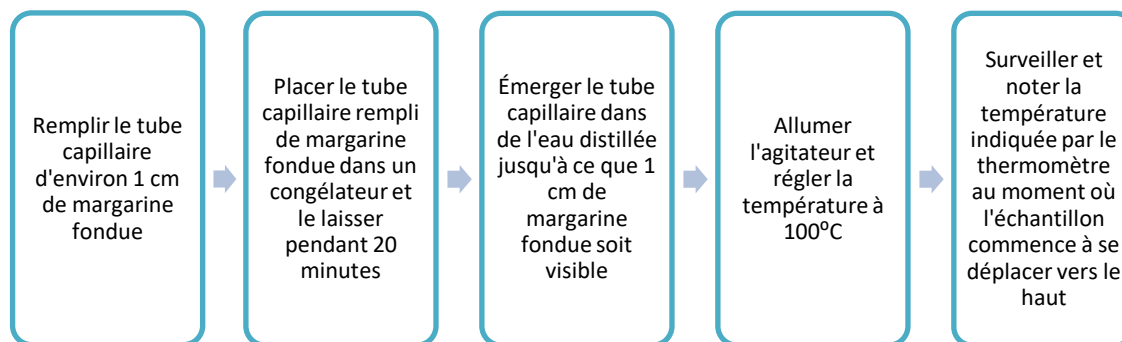 Remplir le tube
capillaire
d'environ 1 cm
de margarine
fondue
Placer le tube
capillaire rempli
de margarine
fondue dans un
congélateur et
le laisser
pendant 20
minutes
Émerger le tube
capillaire dans
de l'eau distillée
jusqu'à ce que 1
cm de
margarine
fondue soit
visible
Allumer
l'agitateur et
régler la
température à
100⁰C
Surveiller et
noter la
température
indiquée par le
thermomètre
au moment où
l'échantillon
commence à se
déplacer vers le
haut